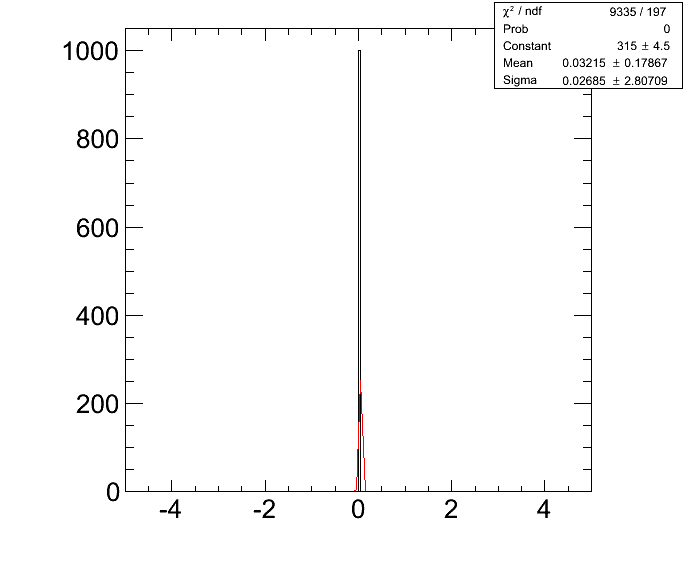 χ² / ndf 9335 / 197
Prob 0
Constant 315 ± 4.5
Mean 0.03215 ± 0.17867
Sigma 0.02685 ± 2.80709
1000
800
600
400
200
0
-4 -2 0 2 4